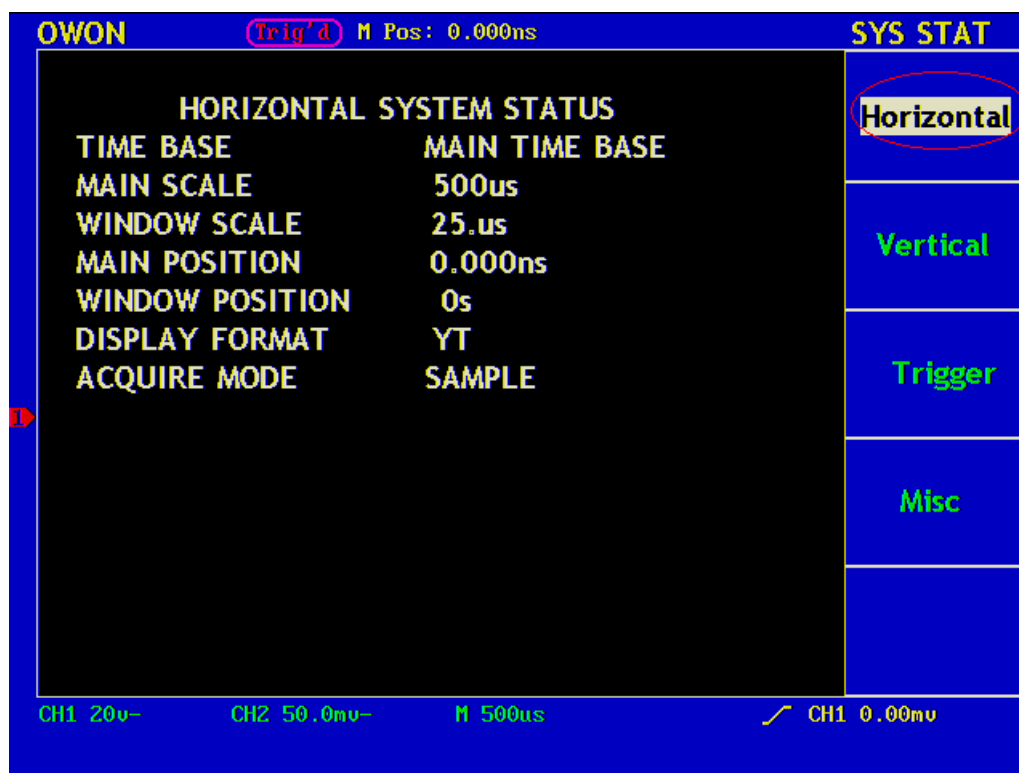 OWON Trig'd M Pos: 0.000ns SYS STAT
HORIZONTAL SYSTEM STATUS
TIME BASE MAIN TIME BASE
MAIN SCALE 500us
WINDOW SCALE 25.us
MAIN POSITION 0.000ns
WINDOW POSITION 0s
DISPLAY FORMAT YT
ACQUIRE MODE SAMPLE
1
Horizontal
Vertical
Trigger
Misc
CH1 20v- CH2 50.0mv- M 500us CH1 0.00mv